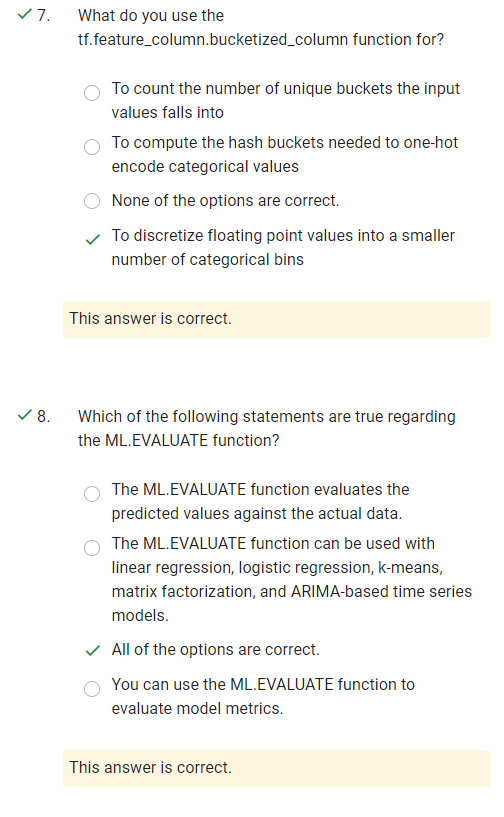 7. What do you use the
tf.feature_column.bucketized_column function for?
To count the number of unique buckets the input
values falls into
To compute the hash buckets needed to one-hot
encode categorical values
None of the options are correct.
To discretize floating point values into a smaller
number of categorical bins
This answer is correct.
8. Which of the following statements are true regarding
the ML.EVALUATE function?
The ML.EVALUATE function evaluates the
predicted values against the actual data.
The ML.EVALUATE function can be used with
linear regression, logistic regression, k-means,
matrix factorization, and ARIMA-based time series
models.
All of the options are correct.
You can use the ML.EVALUATE function to
evaluate model metrics.
This answer is correct.